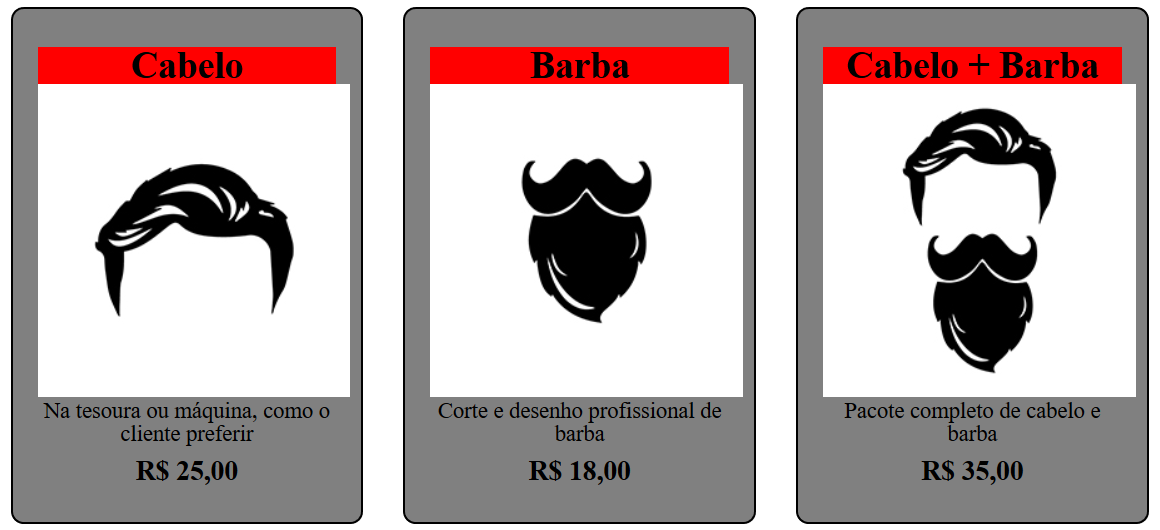 Cabelo
Na tesoura ou máquina, como o
cliente preferir
R$ 25,00
Barba
Corte e desenho profissional de
barba
R$ 18,00
Cabelo + Barba
Pacote completo de cabelo e
barba
R$ 35,00